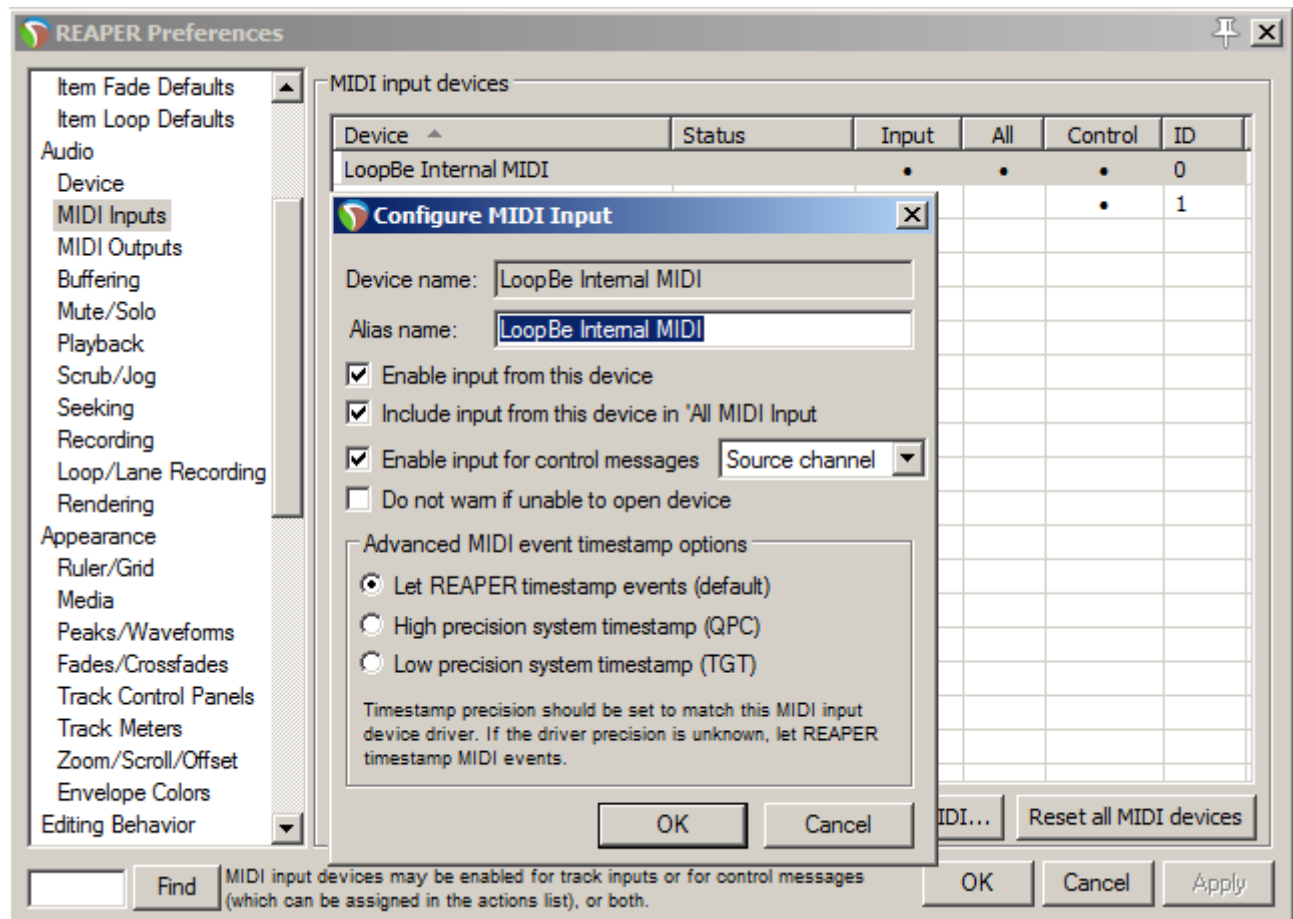 REAPER Preferences
Item Fade Defaults
Item Loop Defaults
Audio
Device
MIDI Inputs
MIDI Outputs
Buffering
Mute/Solo
Playback
Scrub/Jog
Seeking
Recording
Loop/Lane Recording
Rendering
Appearance
Ruler/Grid
Media
Peaks/Waveforms
Fades/Crossfades
Track Control Panels
Track Meters
Zoom/Scroll/Offset
Envelope Colors
Editing Behavior
MIDI input devices
Device Status Input All Control ID
LoopBe Internal MIDI • • • 0
• 1
Configure MIDI Input
Device name: LoopBe Internal MIDI
Alias name: LoopBe Internal MIDI
Enable input from this device
Include input from this device in 'All MIDI Input
Enable input for control messages Source channel
Do not warn if unable to open device
Advanced MIDI event timestamp options
Let REAPER timestamp events (default)
High precision system timestamp (QPC)
Low precision system timestamp (TGT)
Timestamp precision should be set to match this MIDI input
device driver. If the driver precision is unknown, let REAPER
timestamp MIDI events.
OK Cancel
IDI... Reset all MIDI devices
Find
MIDI input devices may be enabled for track inputs or for control messages
(which can be assigned in the actions list), or both.
OK Cancel Apply